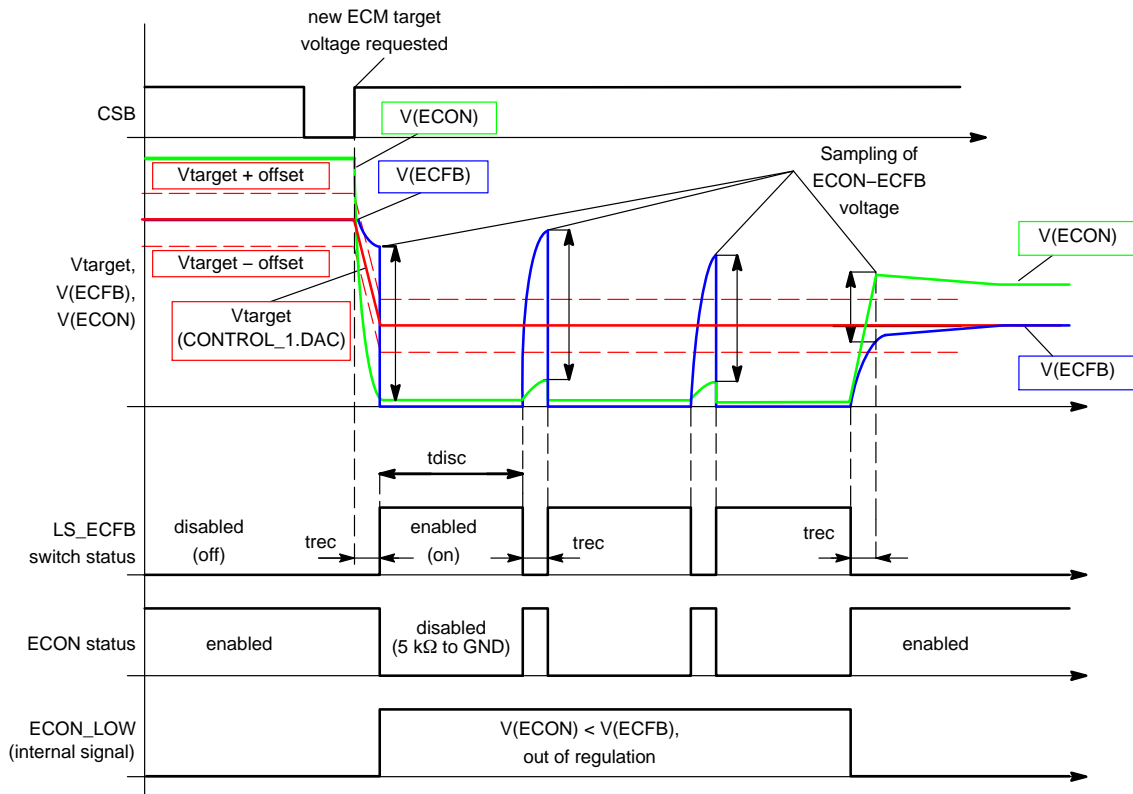 new ECM target
voltage requested
CSB
V(ECON)
Vtarget + offset
V(ECFB)
Sampling of
ECON–ECFB
voltage
V(ECON)
Vtarget – offset
Vtarget,
V(ECFB),
V(ECON)
Vtarget
(CONTROL_1.DAC)
V(ECFB)
tdisc
LS_ECFB
switch status
disabled
(off)
trec
enabled
(on)
trec
trec
ECON status
enabled
disabled
(5 kΩ to GND)
enabled
ECON_LOW
(internal signal)
V(ECON) < V(ECFB),
out of regulation